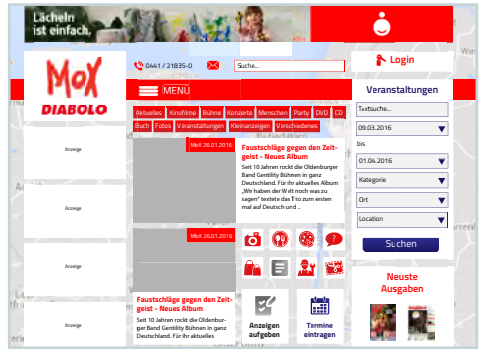 Lächeln
ist einfach.
MoX
DIABOLO
0441 / 21835-0
Suche...
Login
MENÜ
Aktuelles Kinofilme Bühne Konzerte Menschen Party DVD CD
Buch Fotos Veranstaltungen Kleinanzeigen Verschiedenes
MoX 26.01.2016
Faustschläge gegen den Zeit-
geist - Neues Album
Seit 10 Jahren rockt die Oldenburger
Band Gentility Bühnen in ganz
Deutschland. Für ihr aktuelles Album
„Wir haben der Welt noch was zu
sagen" textete das Trio zum ersten
mal auf Deutsch und ..
MoX 26.01.2016
Faustschläge gegen den Zeit-
geist - Neues Album
Seit 10 Jahren rockt die Oldenbur-
ger Band Gentility Bühnen in ganz
Deutschland. Für ihr aktuelles
Anzeigen
aufgeben
Termine
eintragen
Anzeige
Anzeige
Anzeige
Anzeige
Veranstaltungen
Textsuche...
09.03.2016
bis
01.04.2016
Kategorie
Ort
Location
Suchen
Neuste
Ausgaben